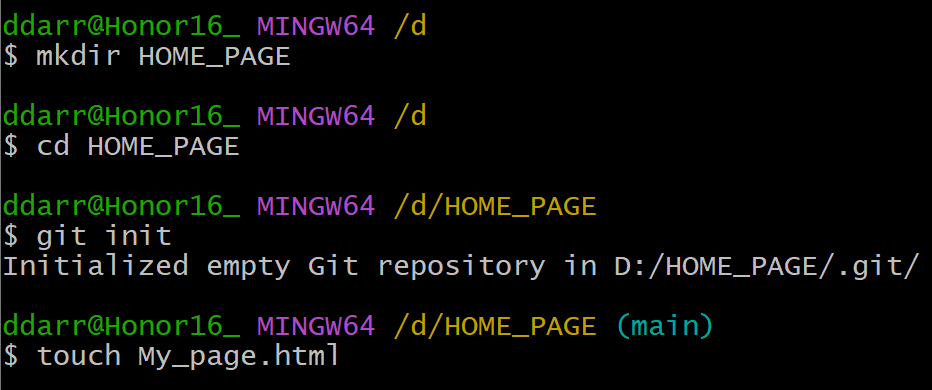 ddarr@Honor16_ MINGW64 /d
$ mkdir HOME_PAGE
ddarr@Honor16_ MINGW64 /d
$ cd HOME_PAGE
ddarr@Honor16_ MINGW64 /d/HOME_PAGE
$ git init
Initialized empty Git repository in D:/HOME_PAGE/.git/
ddarr@Honor16_ MINGW64 /d/HOME_PAGE (main)
$ touch My_page.html